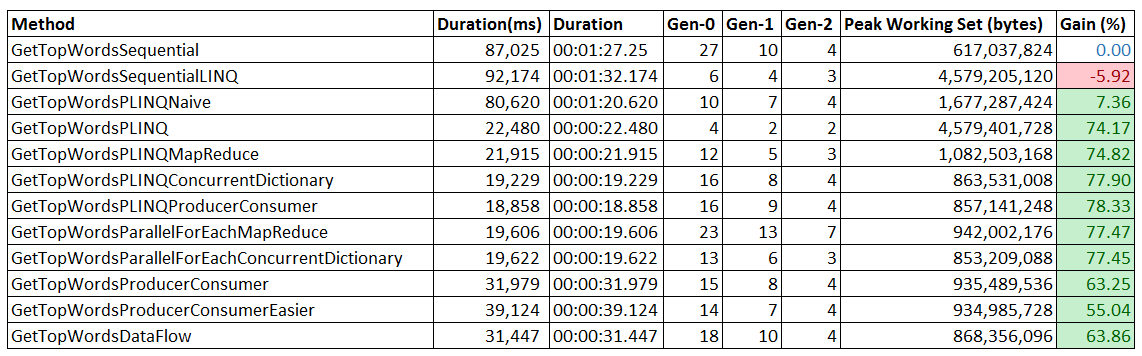 Method Duration(ms) Duration Gen-0 Gen-1 Gen-2 Peak Working Set (bytes) Gain (%)
GetTopWordsSequential 87,025 00:01:27.25 27 10 4 617,037,824 0.00
GetTopWordsSequentialLINQ 92,174 00:01:32.174 6 4 3 4,579,205,120 -5.92
GetTopWordsPLINQNaive 80,620 00:01:20.620 10 7 4 1,677,287,424 7.36
GetTopWordsPLINQ 22,480 00:00:22.480 4 2 2 4,579,401,728 74.17
GetTopWordsPLINQMapReduce 21,915 00:00:21.915 12 5 3 1,082,503,168 74.82
GetTopWordsPLINQConcurrentDictionary 19,229 00:00:19.229 16 8 4 863,531,008 77.90
GetTopWordsPLINQProducerConsumer 18,858 00:00:18.858 16 9 4 857,141,248 78.33
GetTopWordsParallelForEachMapReduce 19,606 00:00:19.606 23 13 7 942,002,176 77.47
GetTopWordsParallelForEachConcurrentDictionary 19,622 00:00:19.622 13 6 3 853,209,088 77.45
GetTopWordsProducerConsumer 31,979 00:00:31.979 15 8 4 935,489,536 63.25
GetTopWordsProducerConsumerEasier 39,124 00:00:39.124 14 7 4 934,985,728 55.04
GetTopWordsDataFlow 31,447 00:00:31.447 18 10 4 868,356,096 63.86